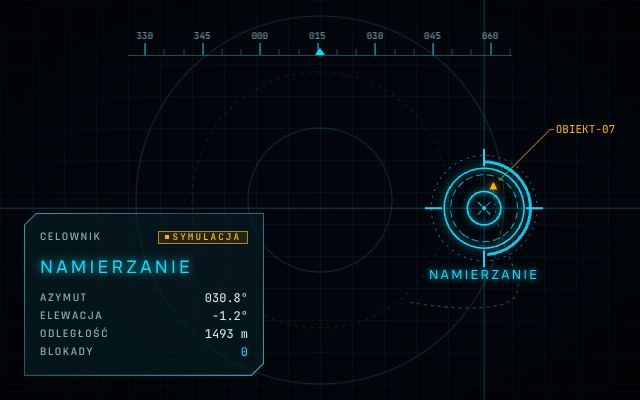 330 345 000 015 030 045 060
OBIEKT-07
CELOWNIK SYMULACJA
NAMIERZANIE
NAMIERZANIE
AZYMUT 030.8°
ELEWACJA -1.2°
ODLEGŁOŚĆ 1493 m
BLOKADY 0